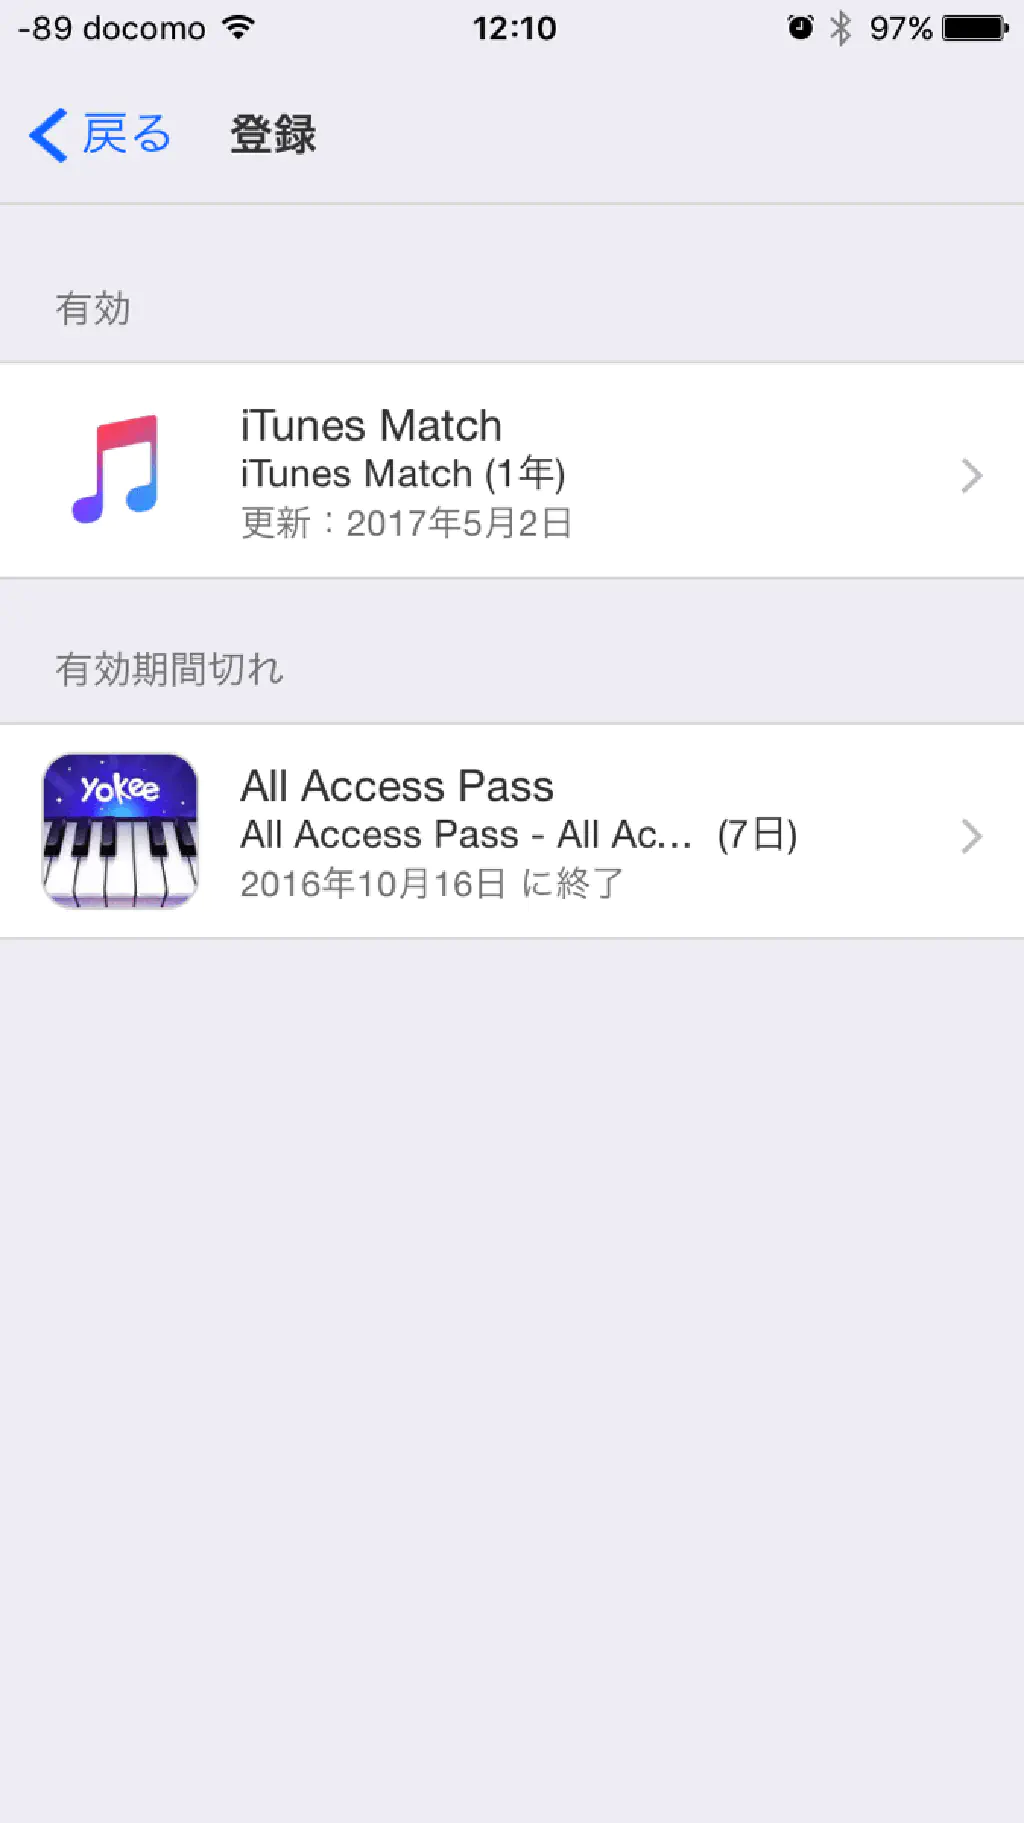 -89 docomo 12:10 97%
戻る 登録
有効
iTunes Match
iTunes Match (1年)
更新：2017年5月2日
有効期間切れ
Yokee
All Access Pass
All Access Pass - All Ac... (7日)
2016年10月16日 に終了